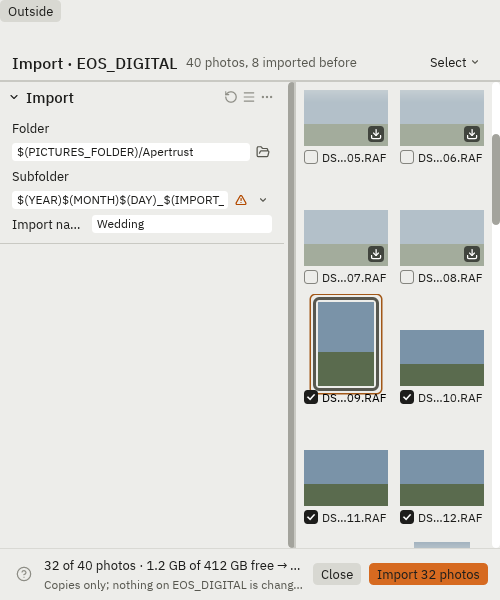 Outside
Import · EOS_DIGITAL 40 photos, 8 imported before Select
Import
Folder
$(PICTURES_FOLDER)/Apertrust
Subfolder
$(YEAR)$(MONTH)$(DAY)_$(IMPORT_
Import na... Wedding
DS...05.RAF DS...06.RAF
DS...07.RAF DS...08.RAF
DS...09.RAF DS...10.RAF
DS...11.RAF DS...12.RAF
32 of 40 photos · 1.2 GB of 412 GB free → ...
Copies only; nothing on EOS_DIGITAL is chang...
Close Import 32 photos